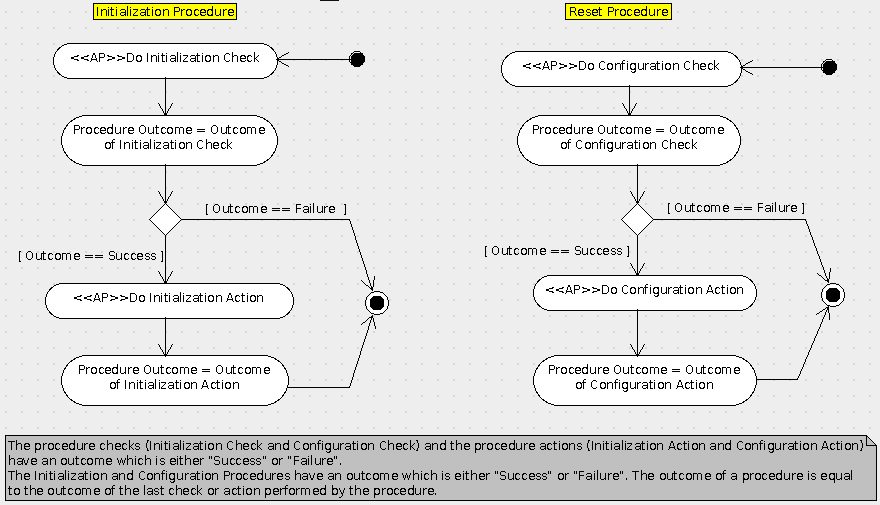 Initialization Procedure
<<AP>>Do Initialization Check
Procedure Outcome = Outcome
of Initialization Check
[ Outcome == Failure ]
[ Outcome == Success ]
<<AP>>Do Initialization Action
Procedure Outcome = Outcome
of Initialization Action
Reset Procedure
<<AP>>Do Configuration Check
Procedure Outcome = Outcome
of Configuration Check
[ Outcome == Failure ]
[ Outcome == Success ]
<<AP>>Do Configuration Action
Procedure Outcome = Outcome
of Configuration Action
The procedure checks (Initialization Check and Configuration Check) and the procedure actions (Initialization Action and Configuration Action)
have an outcome which is either "Success" or "Failure".
The Initialization and Configuration Procedures have an outcome which is either "Success" or "Failure". The outcome of a procedure is equal
to the outcome of the last check or action performed by the procedure.